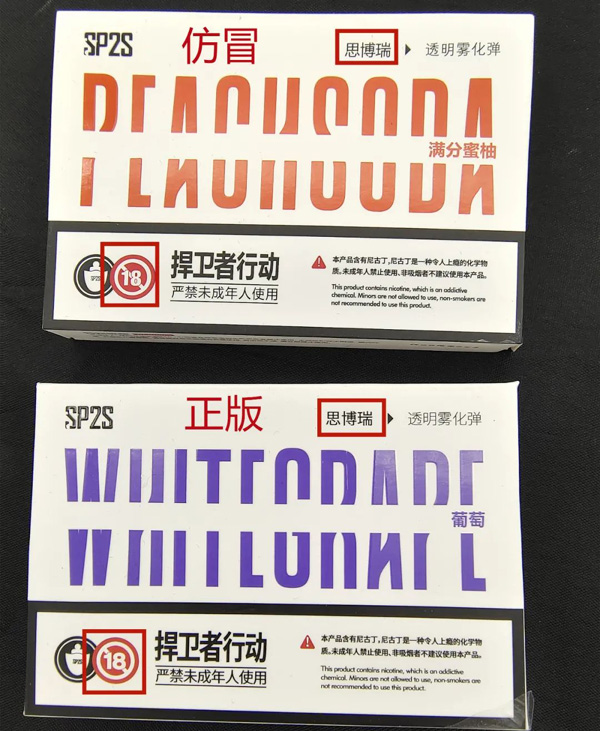 SP2S 仿冒 思博瑞 ▶ 透明雾化弹
PEACHSODA
满分蜜柚
18 捍卫者行动
严禁未成年人使用
本产品含有尼古丁,尼古丁是一种令人上瘾的化学物
质。未成年人禁止使用、非吸烟者不建议使用本产品。
This product contains nicotine, which is an addictive
chemical. Minors are not allowed to use, non-smokers are
not recommended to use this product.
SP2S 正版 思博瑞 ▶ 透明雾化弹
WHITEGRAPE
葡萄
18 捍卫者行动
严禁未成年人使用
本产品含有尼古丁,尼古丁是一种令人上瘾的化学物
质。未成年人禁止使用、非吸烟者不建议使用本产品。
This product contains nicotine, which is an addictive
chemical. Minors are not allowed to use, non-smokers are
not recommended to use this product.